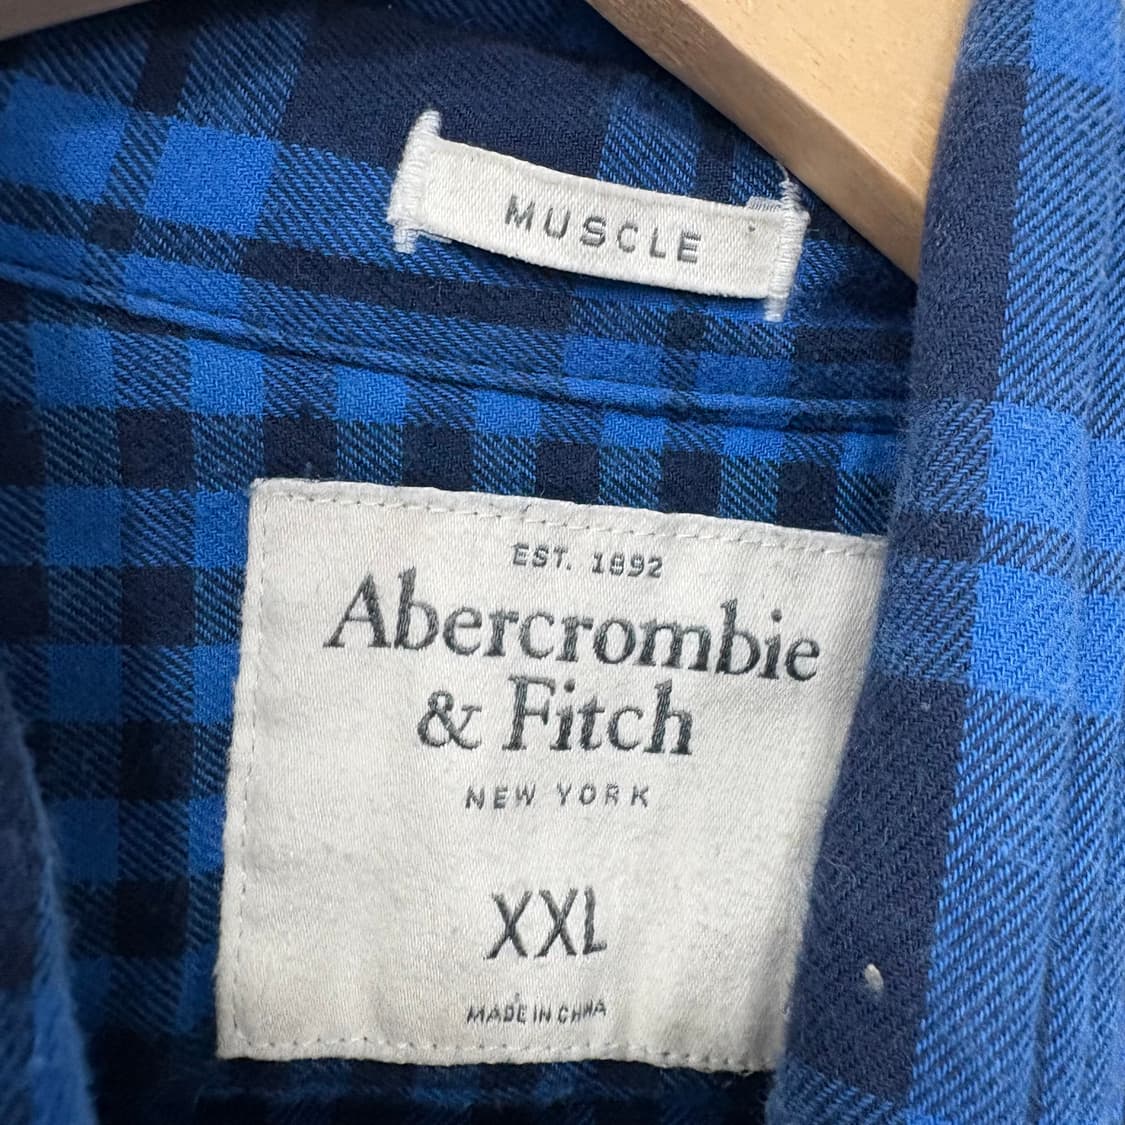 MUSCLE
EST. 1892
Abercrombie
& Fitch
NEW YORK
XXL
MADE IN CHINA